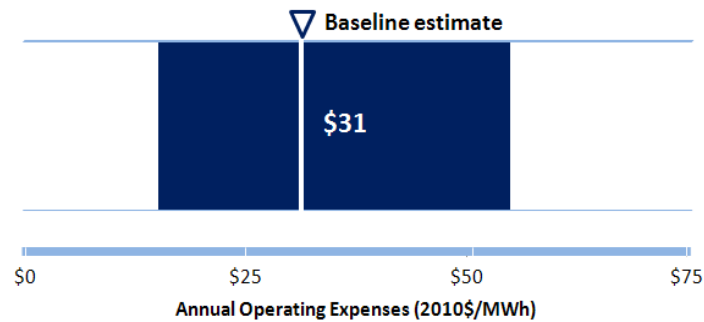 Baseline estimate
$31
$0 $25 $50 $75
Annual Operating Expenses (2010$/MWh)